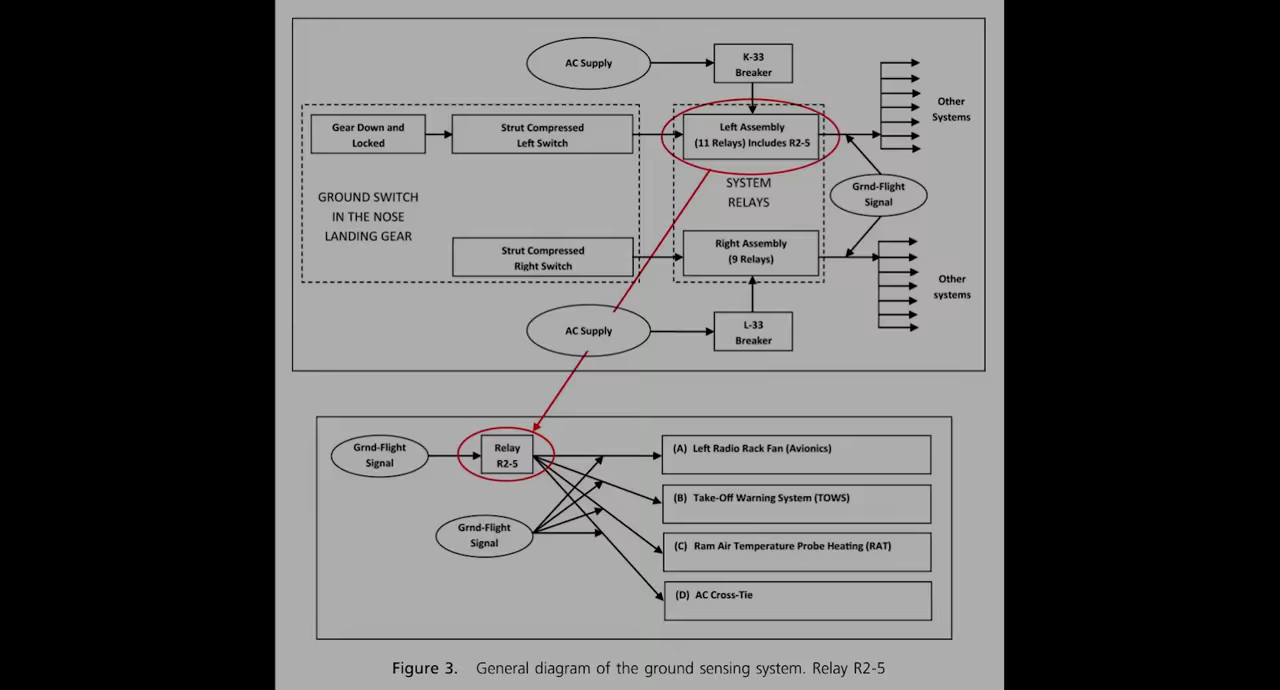 AC Supply
K-33
Breaker
Gear Down and
Locked
Strut Compressed
Left Switch
Left Assembly
(11 Relays) Includes R2-5
Other
Systems
GROUND SWITCH
IN THE NOSE
LANDING GEAR
SYSTEM
RELAYS
Grnd-Flight
Signal
Strut Compressed
Right Switch
Right Assembly
(9 Relays)
Other
systems
AC Supply
L-33
Breaker
Grnd-Flight
Signal
Relay
R2-5
(A) Left Radio Rack Fan (Avionics)
(B) Take-Off Warning System (TOWS)
Grnd-Flight
Signal
(C) Ram Air Temperature Probe Heating (RAT)
(D) AC Cross-Tie
Figure 3. General diagram of the ground sensing system. Relay R2-5